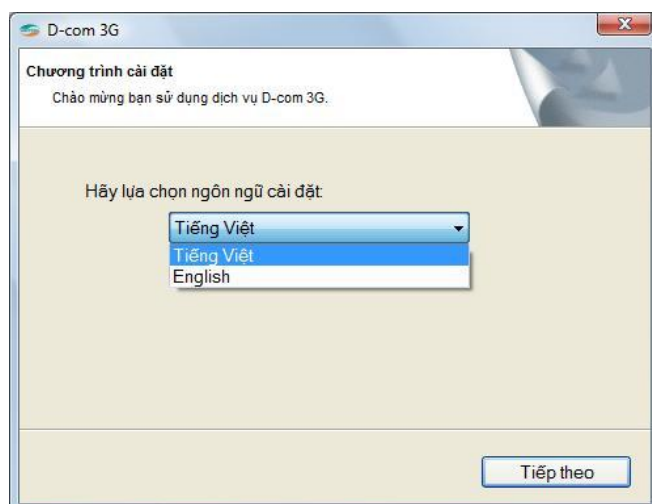 D-com 3G
Chương trình cài đặt
Chào mừng bạn sử dụng dịch vụ D-com 3G.
Hãy lựa chọn ngôn ngữ cài đặt:
Tiếng Việt
Tiếng Việt
English
Tiếp theo